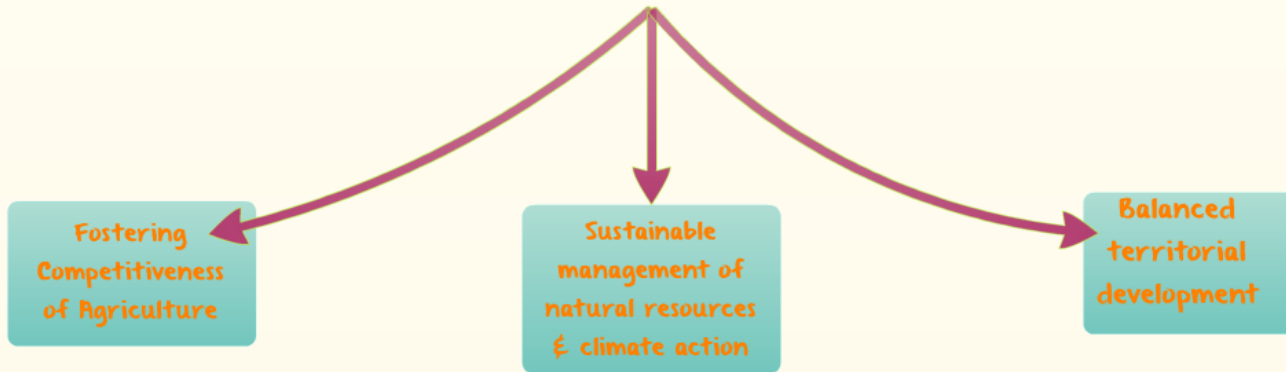 Fostering
Competitiveness
of Agriculture
Sustainable
management of
natural resources
& climate action
Balanced
territorial
development